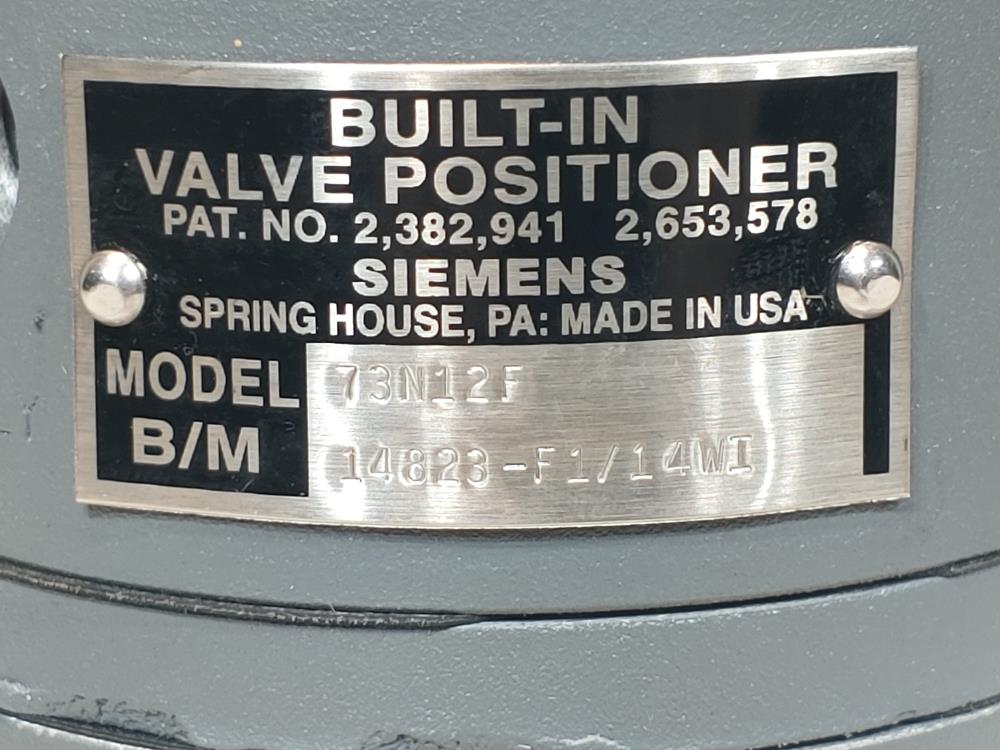 BUILT-IN
VALVE POSITIONER
PAT. NO. 2,382,941 2,653,578
SIEMENS
SPRING HOUSE, PA: MADE IN USA
MODEL 73N12F
B/M 14823-F1/14WI